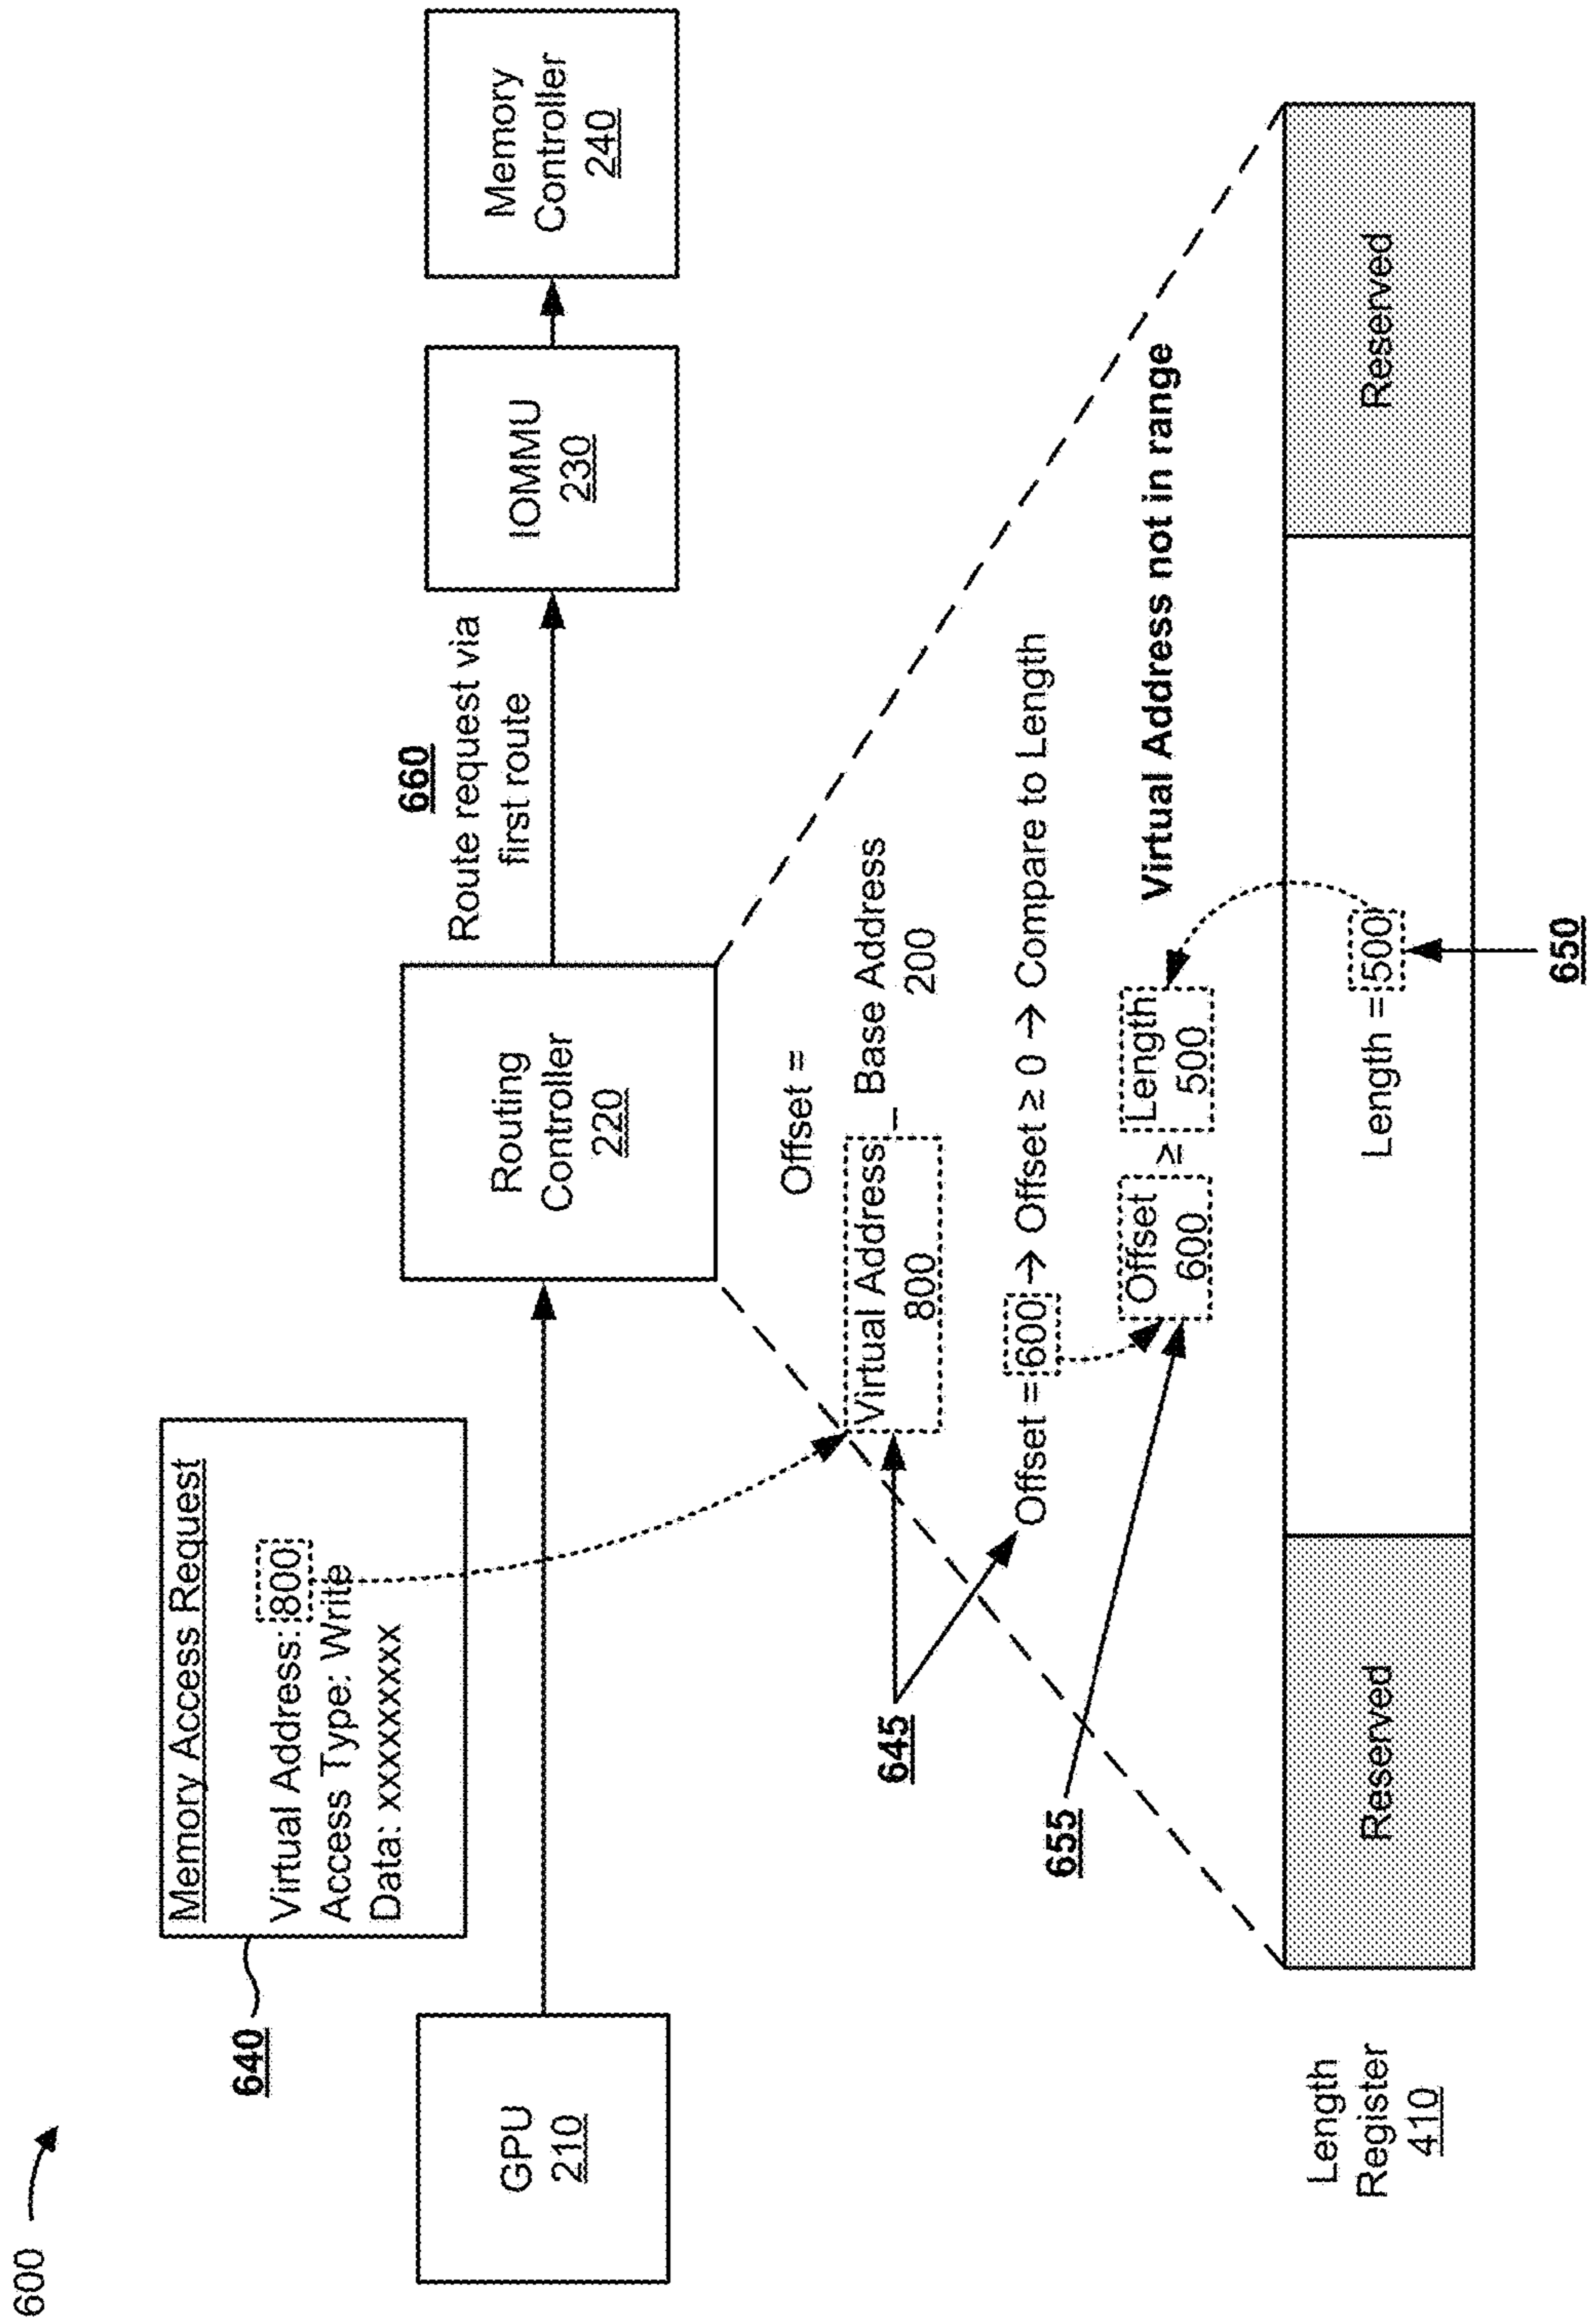 600
640
Memory Access Request
Virtual Address: 800
Access Type: Write
Data: xxxxxxxx
GPU
210
Routing
Controller
220
660
Route request via
first route
IOMMU
230
Memory
Controller
240
Offset =
Virtual Address – Base Address
800 200
645
Offset = 600 → Offset ≥ 0 → Compare to Length
655
Offset ≥ Length
600 500
Virtual Address not in range
Length
Register
410
Reserved
Length = 500
Reserved
650